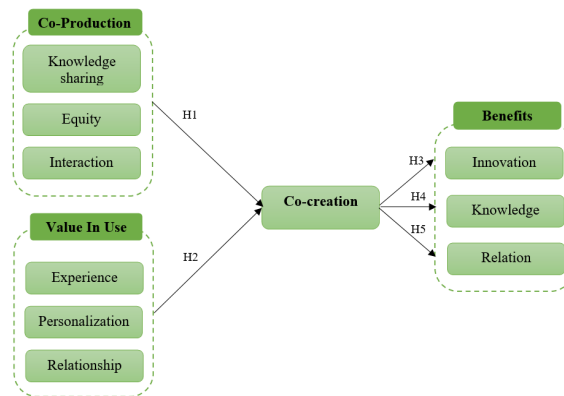 Co-Production
Knowledge
sharing
Equity
Interaction
H1
Value In Use
Experience
Personalization
Relationship
H2
Co-creation
H3
H4
H5
Benefits
Innovation
Knowledge
Relation